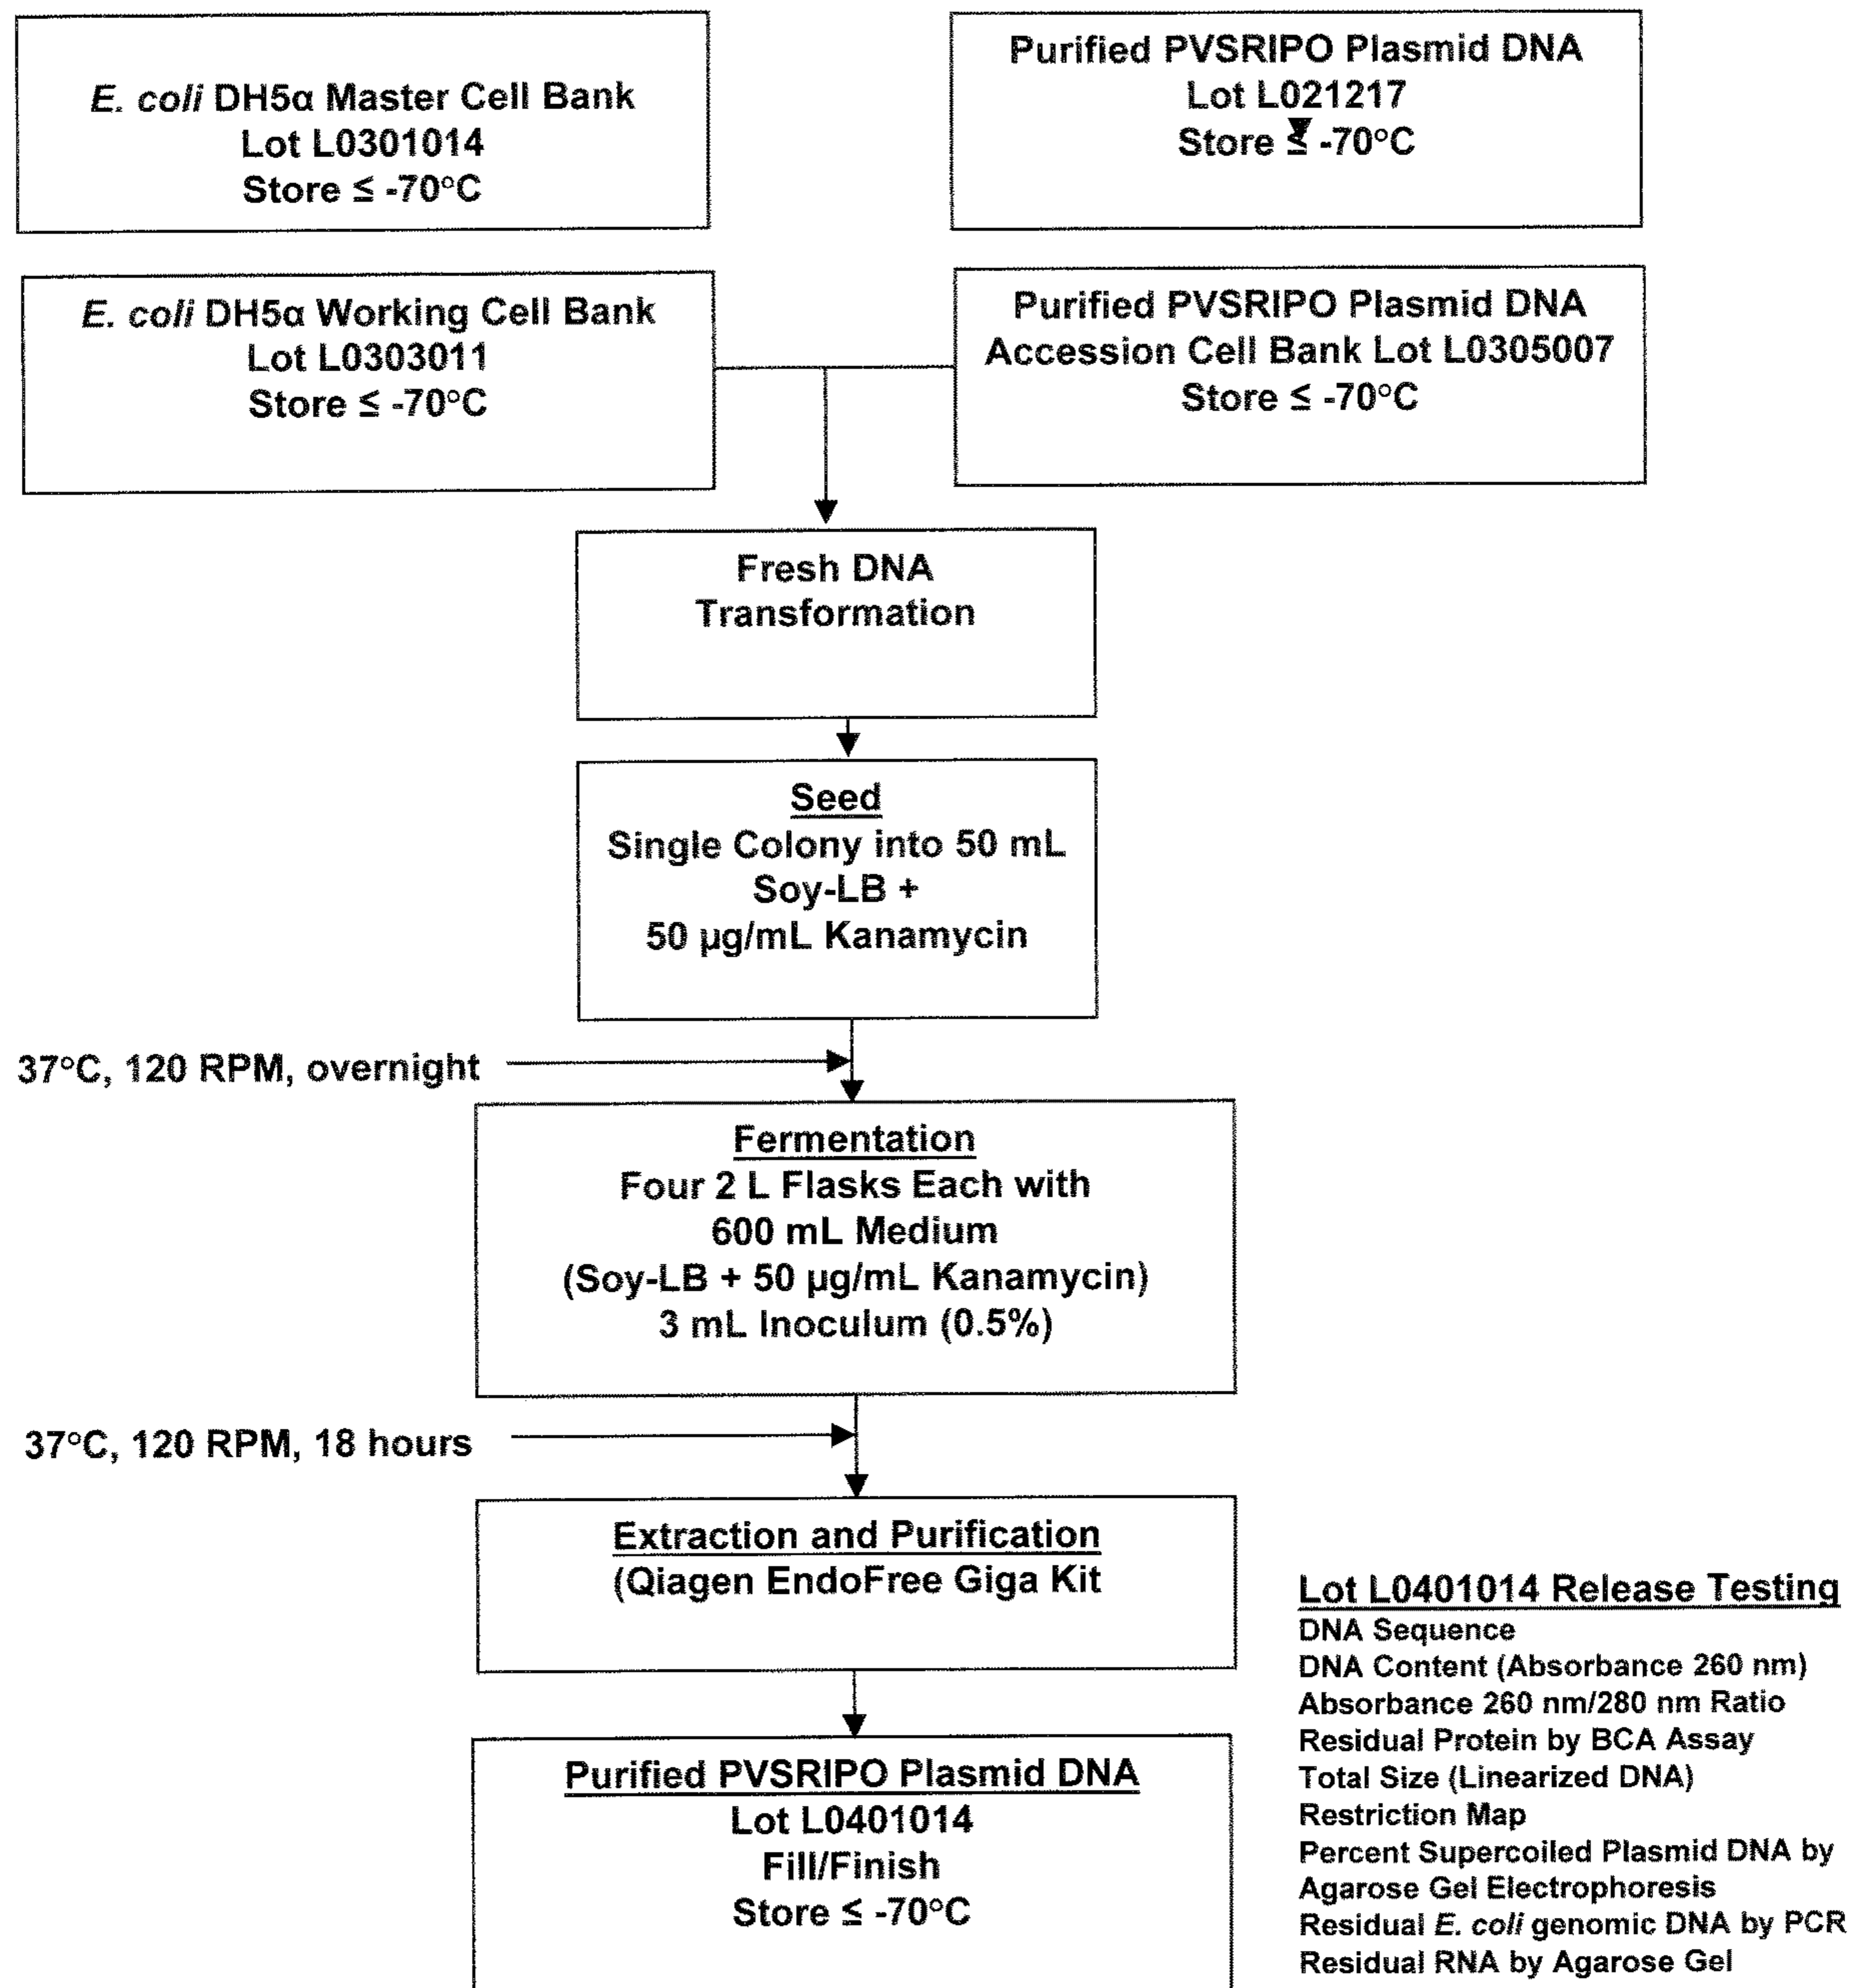 E. coli DH5α Master Cell Bank
Lot L0301014
Store ≤ -70°C
Purified PVSRIPO Plasmid DNA
Lot L021217
Store ≤ -70°C
E. coli DH5α Working Cell Bank
Lot L0303011
Store ≤ -70°C
Purified PVSRIPO Plasmid DNA
Accession Cell Bank Lot L0305007
Store ≤ -70°C
Fresh DNA
Transformation
Seed
Single Colony into 50 mL
Soy-LB +
50 µg/mL Kanamycin
37°C, 120 RPM, overnight
Fermentation
Four 2 L Flasks Each with
600 mL Medium
(Soy-LB + 50 µg/mL Kanamycin)
3 mL Inoculum (0.5%)
37°C, 120 RPM, 18 hours
Extraction and Purification
(Qiagen EndoFree Giga Kit
Purified PVSRIPO Plasmid DNA
Lot L0401014
Fill/Finish
Store ≤ -70°C
Lot L0401014 Release Testing
DNA Sequence
DNA Content (Absorbance 260 nm)
Absorbance 260 nm/280 nm Ratio
Residual Protein by BCA Assay
Total Size (Linearized DNA)
Restriction Map
Percent Supercoiled Plasmid DNA by
Agarose Gel Electrophoresis
Residual E. coli genomic DNA by PCR
Residual RNA by Agarose Gel